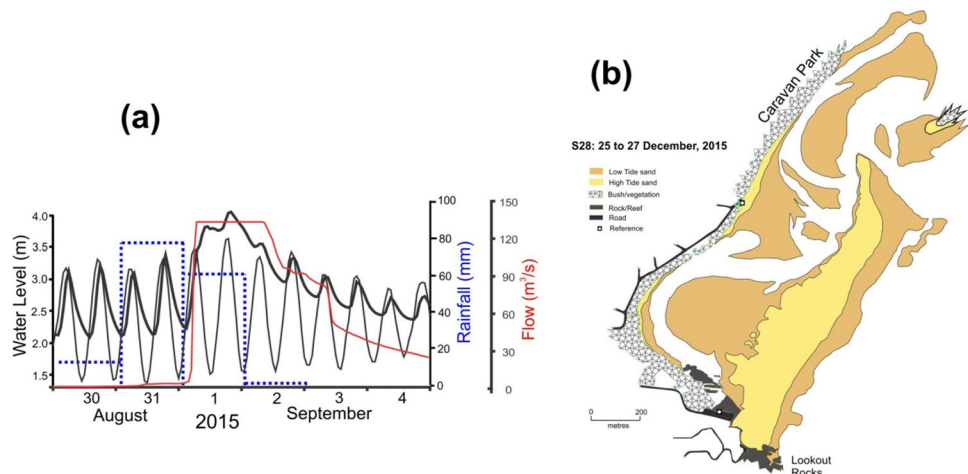 (a)
Water Level (m)
4.0
3.5
3.0
2.5
2.0
1.5
100
80
60
40
20
0
Rainfall (mm)
150
120
90
60
30
0
Flow (m³/s)
30
31
1
2
3
4
August
2015
September
(b)
Caravan Park
S28: 25 to 27 December, 2015
Low Tide sand
High Tide sand
Bush/vegetation
Rock/Reef
Road
Reference
0
200
metres
Lookout
Rocks